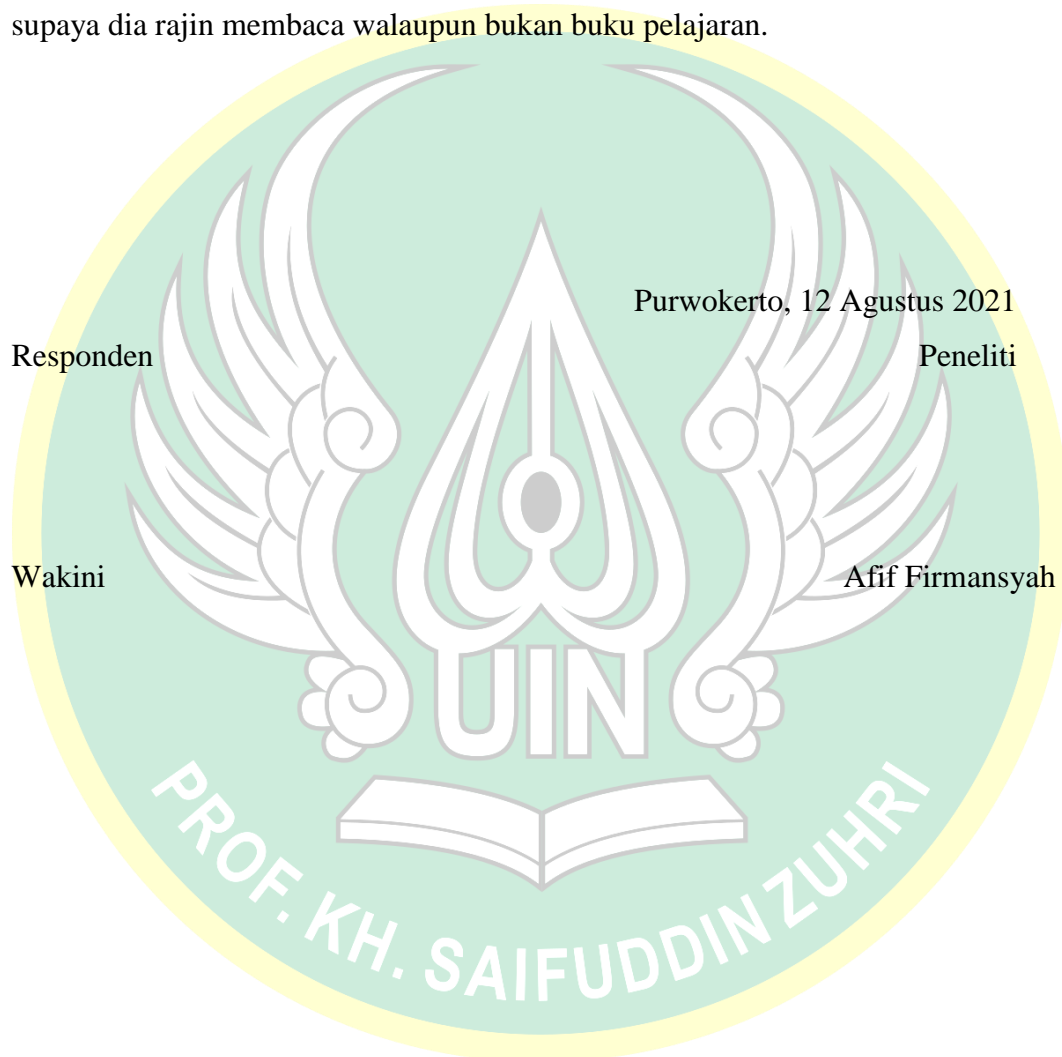 supaya dia rajin membaca walaupun bukan buku pelajaran.
Purwokerto, 12 Agustus 2021
Responden Peneliti
Wakini Afif Firmansyah
UIN
PROF. KH. SAIFUDDIN ZUHRI